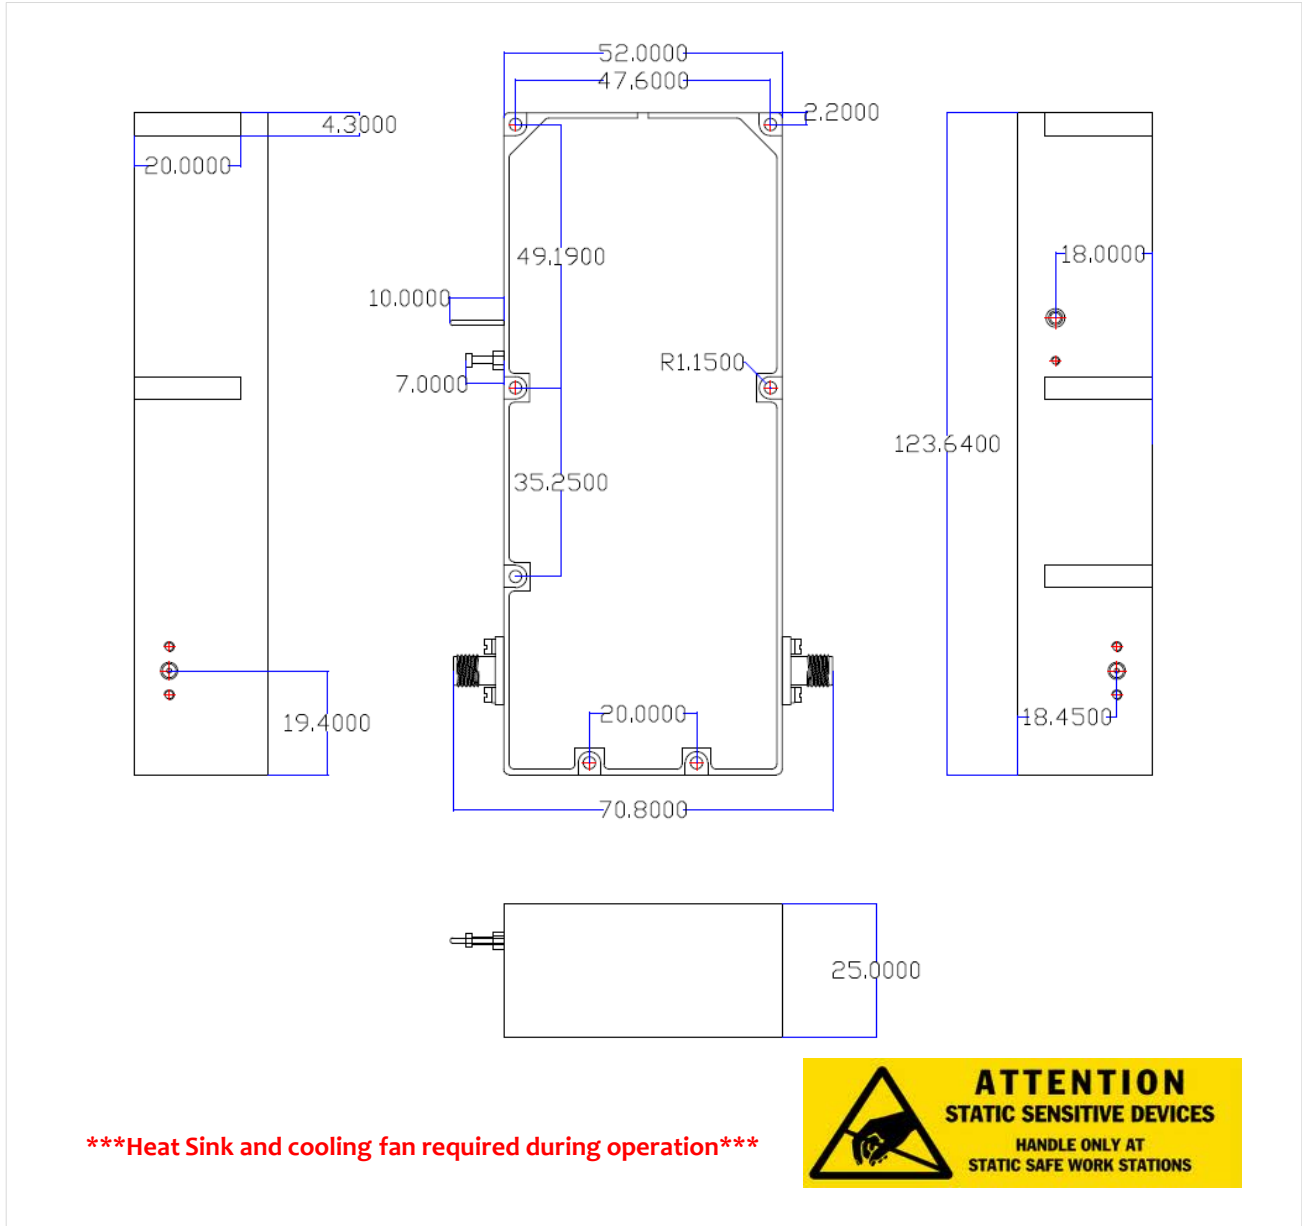 52.0000
47.6000
2.2000
4.3000
20.0000
49.1900
18.0000
10.0000
R1.1500
7.0000
123.6400
35.2500
20.0000
18.4500
19.4000
70.8000
25.0000
ATTENTION
STATIC SENSITIVE DEVICES
HANDLE ONLY AT
STATIC SAFE WORK STATIONS
***Heat Sink and cooling fan required during operation***